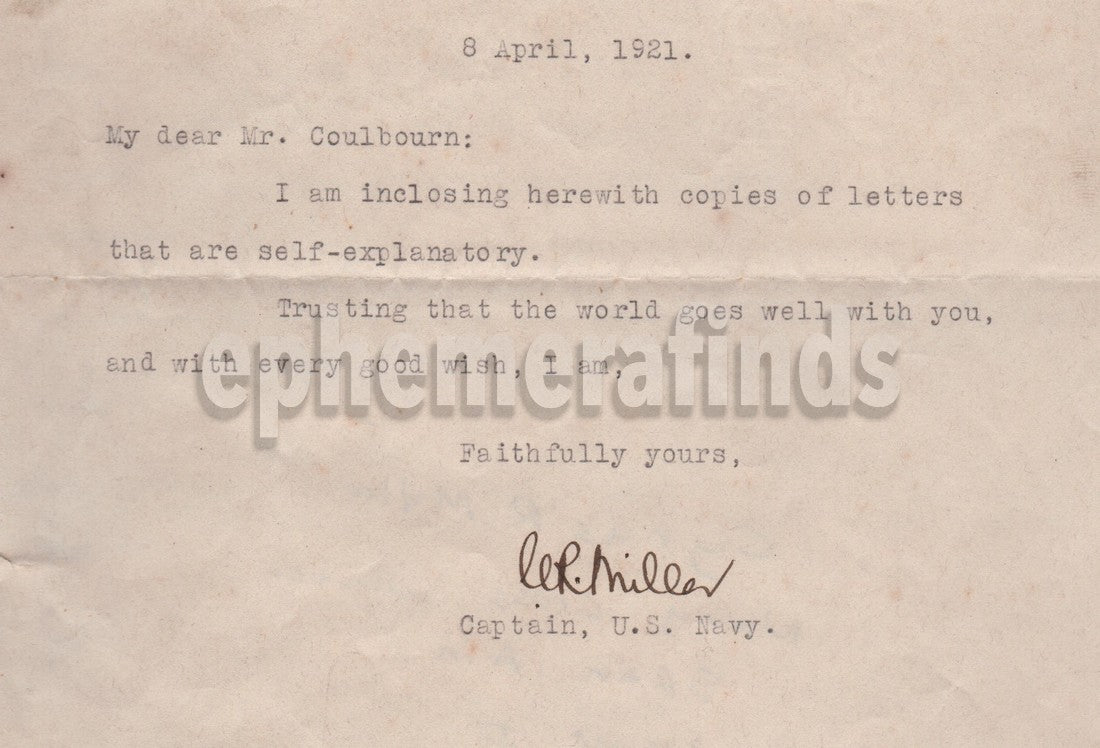 8 April, 1921.
My dear Mr. Coulbourn:
I am inclosing herewith copies of letters
that are self-explanatory.
Trusting that the world goes well with you,
and with every good wish, I am,
ephemerafinds
Faithfully yours,
R. Miller
Captain, U.S. Navy.